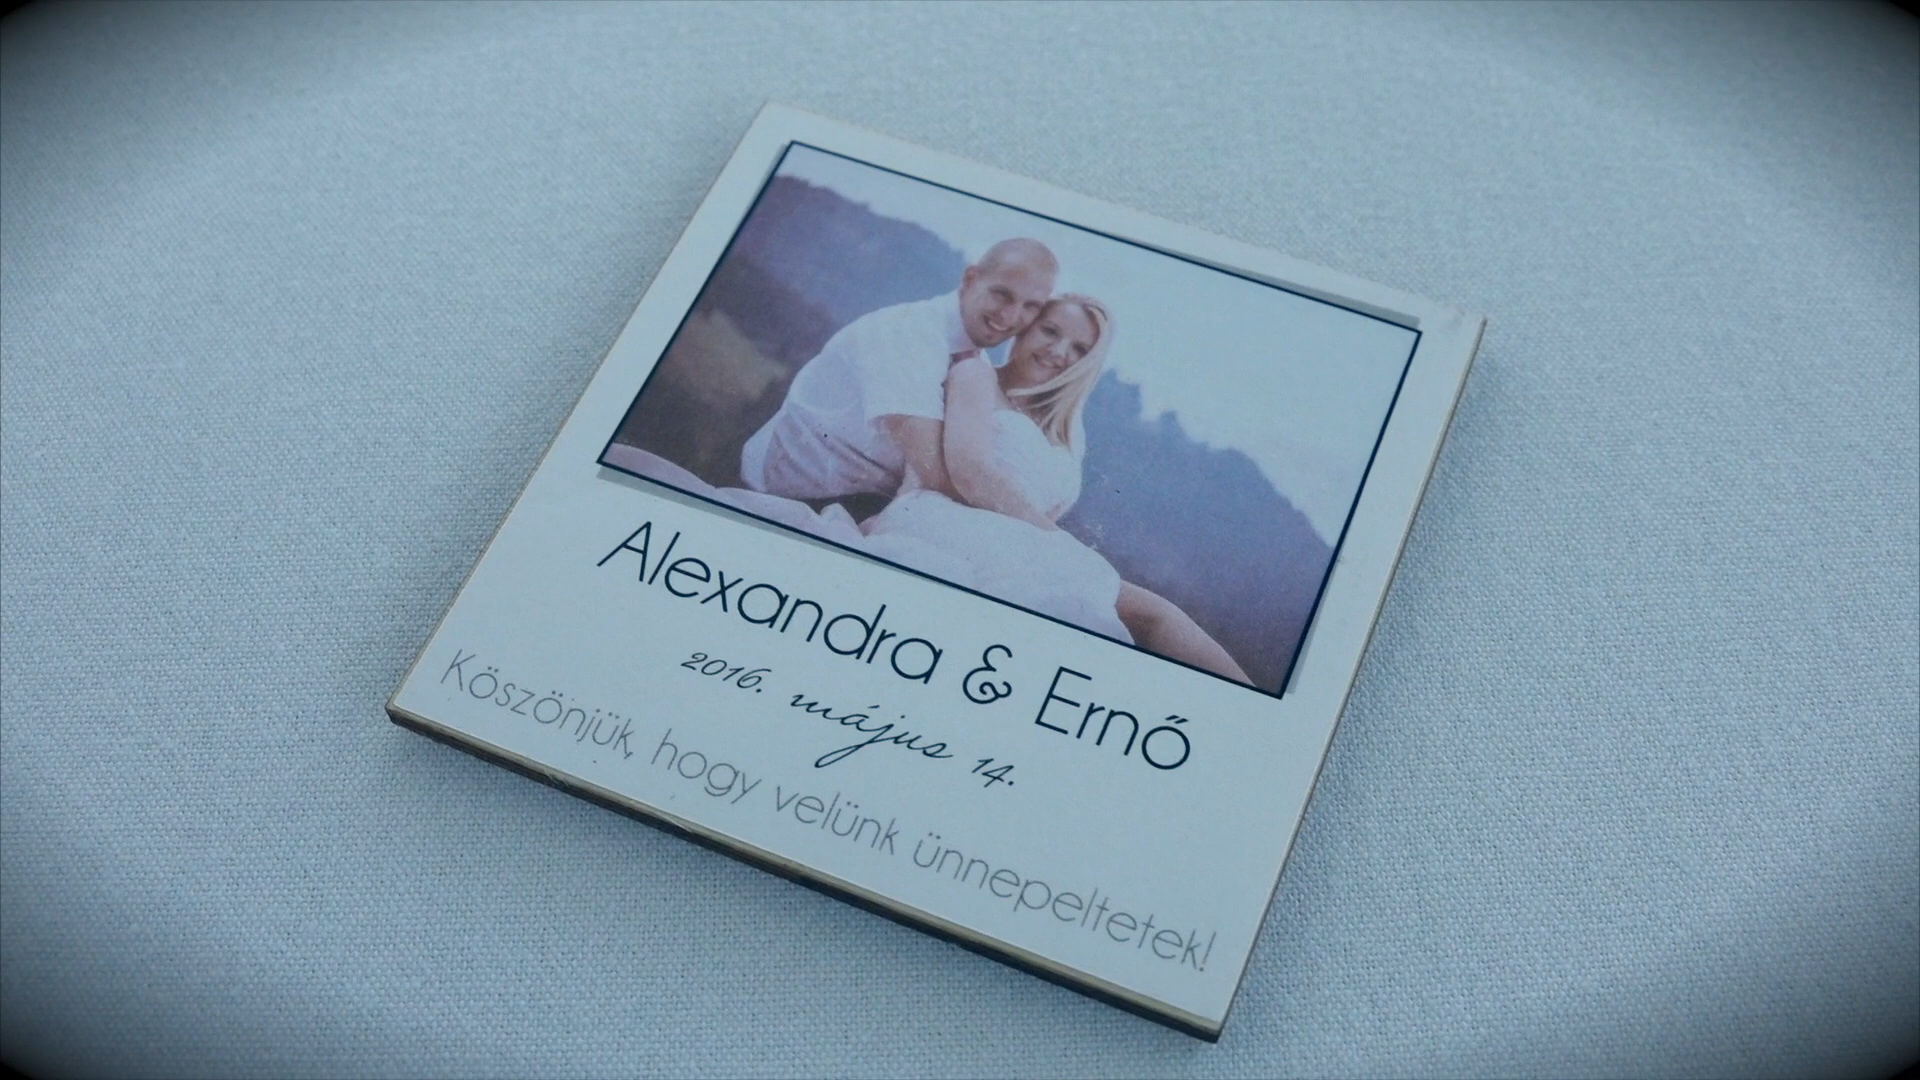 Alexandra & Ernő
2016. május 14.
Köszönjük, hogy velünk ünnepeltetek!